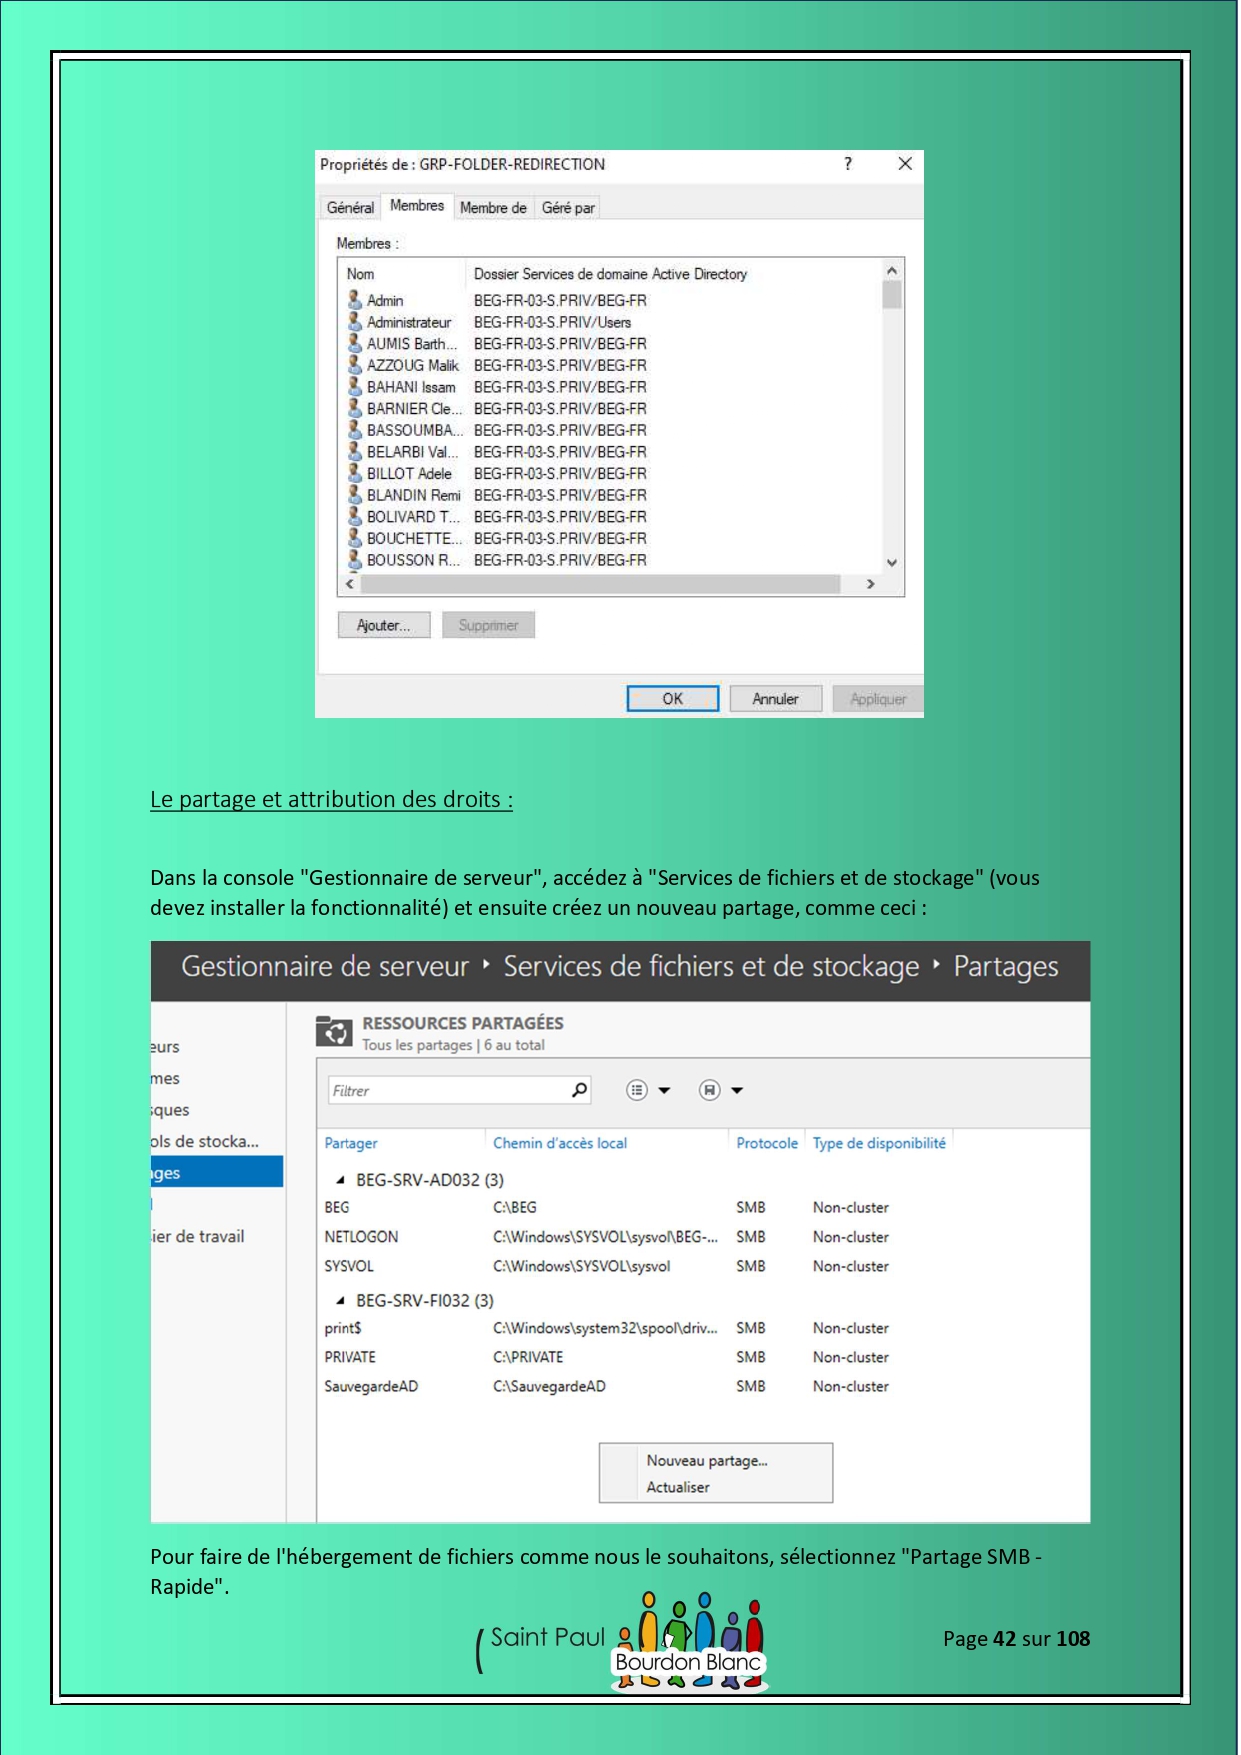 Propriétés de : GRP-FOLDER-REDIRECTION ? ×
Général Membres Membre de Géré par
Membres :
Nom Dossier Services de domaine Active Directory
Admin BEG-FR-03-S.PRIV/BEG-FR
Administrateur BEG-FR-03-S.PRIV/Users
AUMIS Barth... BEG-FR-03-S.PRIV/BEG-FR
AZZOUG Malik BEG-FR-03-S.PRIV/BEG-FR
BAHANI Issam BEG-FR-03-S.PRIV/BEG-FR
BARNIER Cle... BEG-FR-03-S.PRIV/BEG-FR
BASSOUMBA... BEG-FR-03-S.PRIV/BEG-FR
BELARBI Val... BEG-FR-03-S.PRIV/BEG-FR
BILLOT Adele BEG-FR-03-S.PRIV/BEG-FR
BLANDIN Remi BEG-FR-03-S.PRIV/BEG-FR
BOLIVARD T... BEG-FR-03-S.PRIV/BEG-FR
BOUCHETTE... BEG-FR-03-S.PRIV/BEG-FR
BOUSSON R... BEG-FR-03-S.PRIV/BEG-FR
Ajouter... Supprimer
OK Annuler Appliquer
Le partage et attribution des droits :
Dans la console "Gestionnaire de serveur", accédez à "Services de fichiers et de stockage" (vous
devez installer la fonctionnalité) et ensuite créez un nouveau partage, comme ceci :
Gestionnaire de serveur ‣ Services de fichiers et de stockage ‣ Partages
eurs
mes
sques
ols de stocka...
ages
ier de travail
RESSOURCES PARTAGÉES
Tous les partages | 6 au total
Filtrer
Partager Chemin d'accès local Protocole Type de disponibilité
BEG-SRV-AD032 (3)
BEG C:\BEG SMB Non-cluster
NETLOGON C:\Windows\SYSVOL\sysvol\BEG-... SMB Non-cluster
SYSVOL C:\Windows\SYSVOL\sysvol SMB Non-cluster
BEG-SRV-FI032 (3)
print$ C:\Windows\system32\spool\driv... SMB Non-cluster
PRIVATE C:\PRIVATE SMB Non-cluster
SauvegardeAD C:\SauvegardeAD SMB Non-cluster
Nouveau partage...
Actualiser
Pour faire de l'hébergement de fichiers comme nous le souhaitons, sélectionnez "Partage SMB -
Rapide".
Saint Paul
Bourdon Blanc
Page 42 sur 108